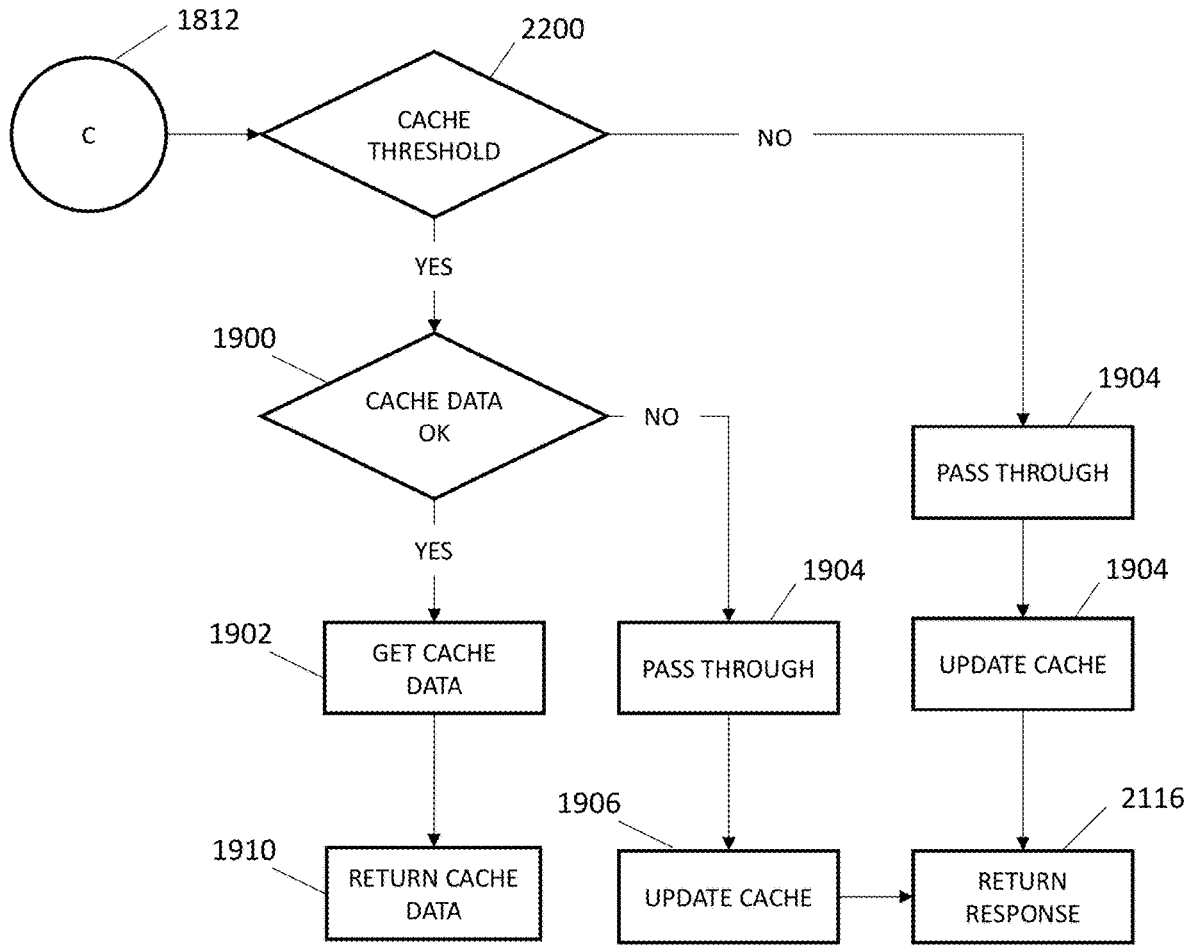 1812
2200
C
CACHE
THRESHOLD
NO
YES
1900
CACHE DATA
OK
NO
1904
PASS THROUGH
YES
1904
1904
1902
GET CACHE
DATA
PASS THROUGH
UPDATE CACHE
1906
2116
1910
RETURN CACHE
DATA
UPDATE CACHE
RETURN
RESPONSE